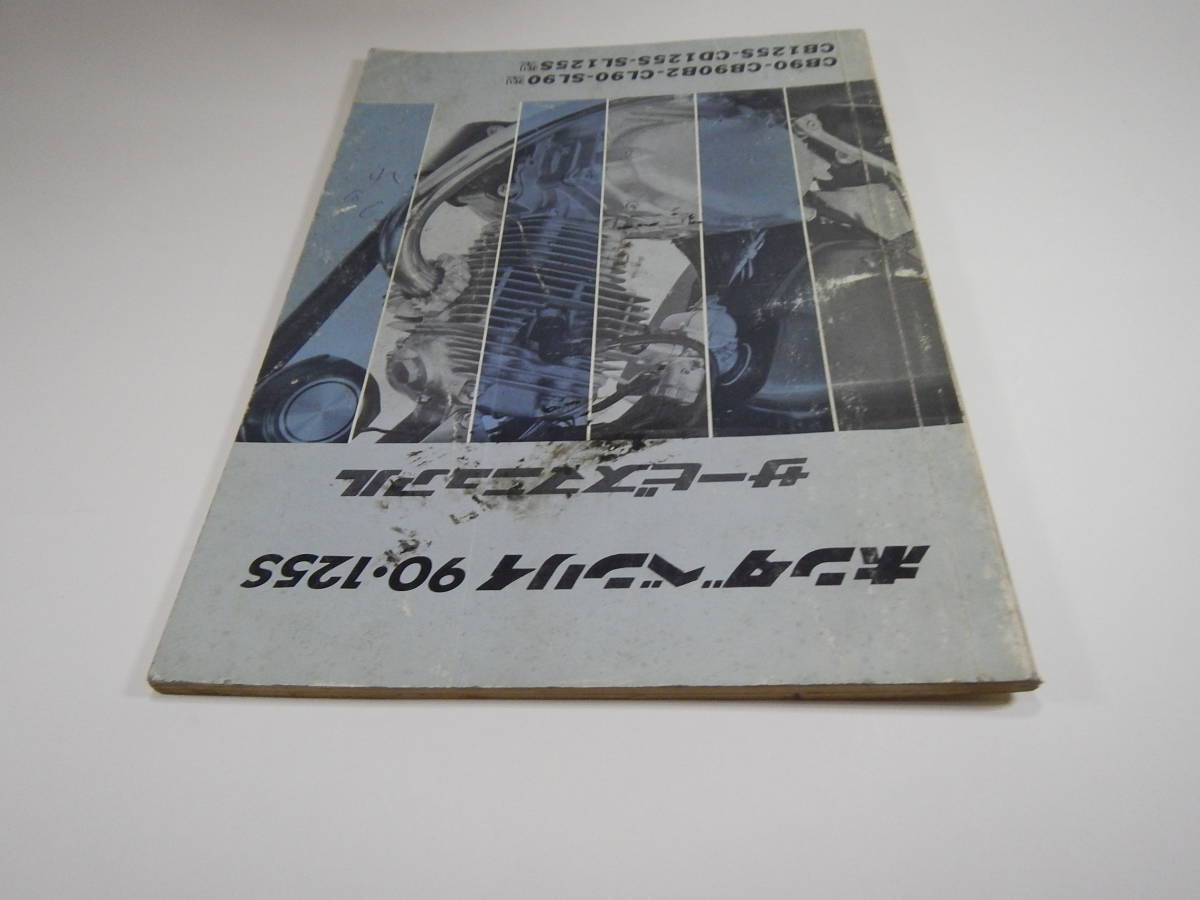 ホンダベンリイ 90・125S
サービスマニュアル
CB90-CB90B2-CL90-SL90
CB125S-CD125S-SL125S